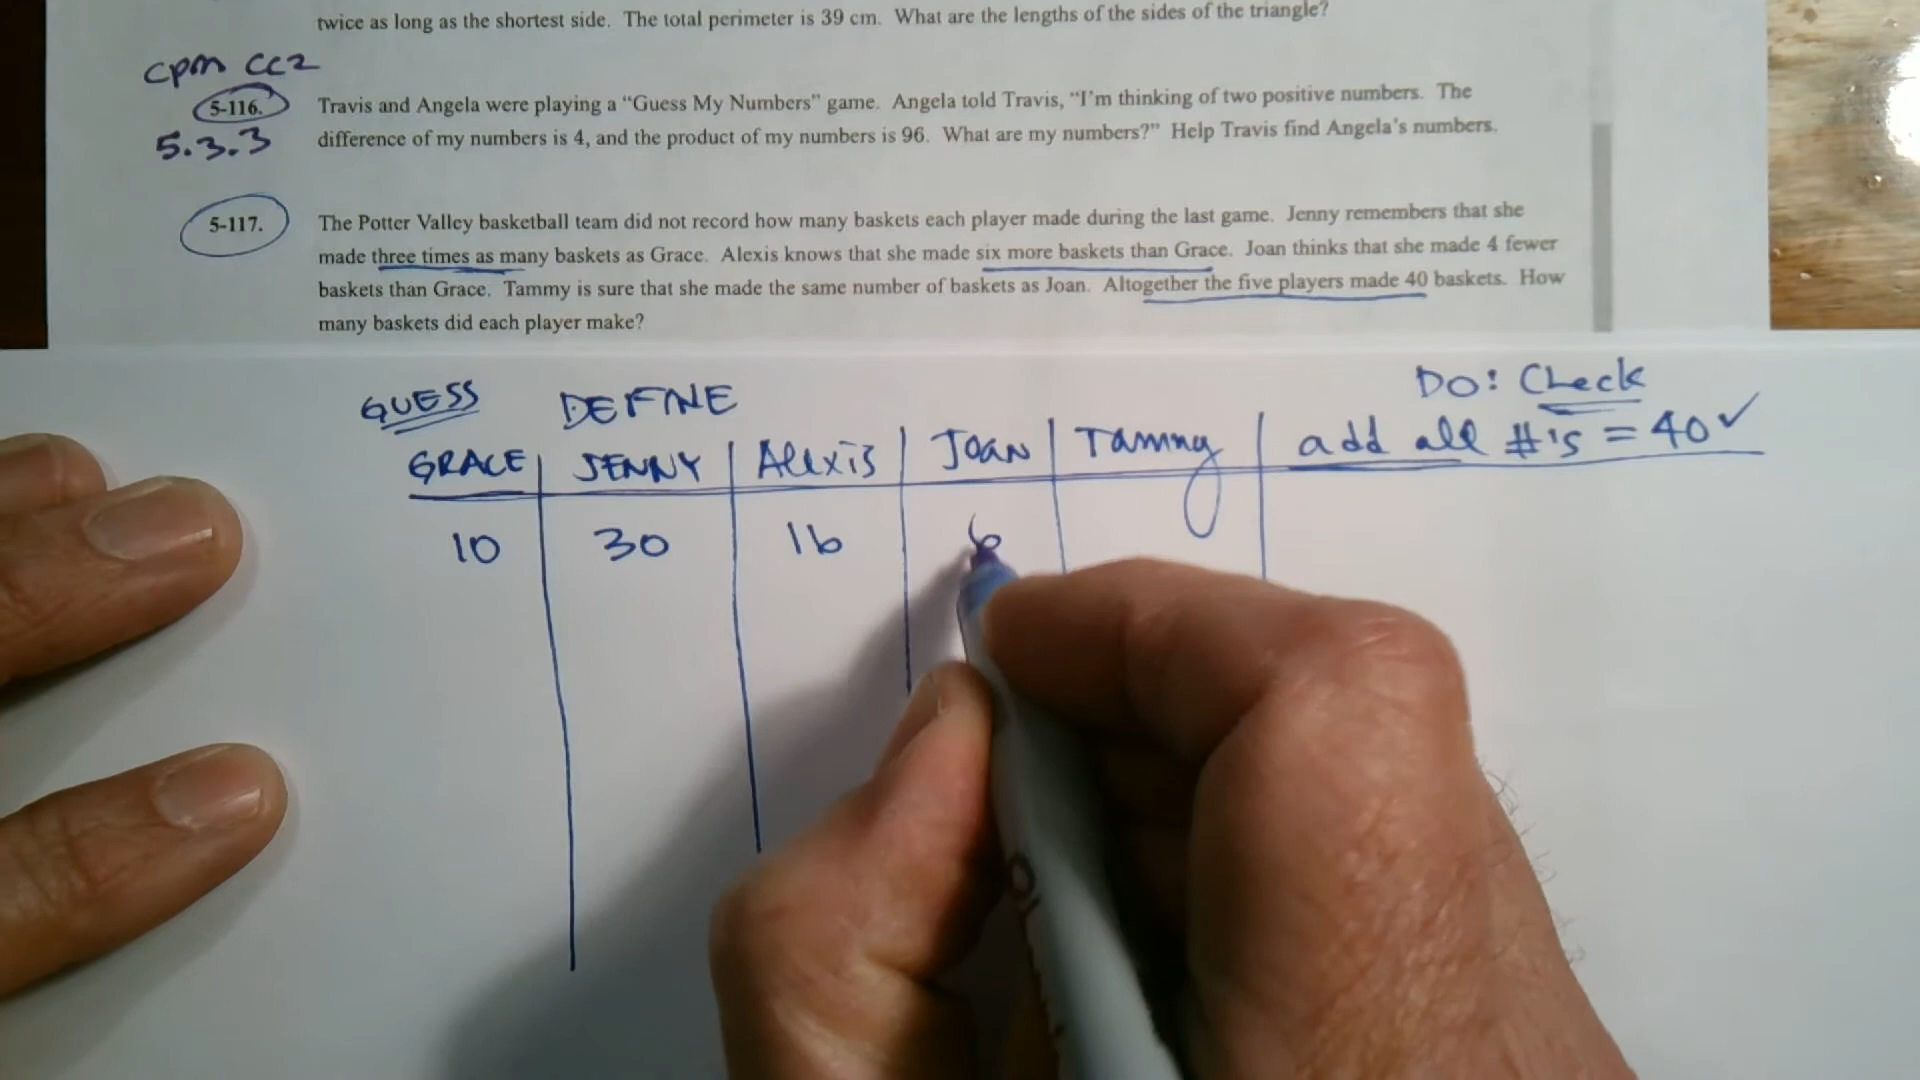 twice as long as the shortest side. The total perimeter is 39 cm. What are the lengths of the sides of the triangle?
cpm cc2
5-116. Travis and Angela were playing a “Guess My Numbers” game. Angela told Travis, “I’m thinking of two positive numbers. The
5.3.3 difference of my numbers is 4, and the product of my numbers is 96. What are my numbers?” Help Travis find Angela’s numbers.
5-117. The Potter Valley basketball team did not record how many baskets each player made during the last game. Jenny remembers that she
made three times as many baskets as Grace. Alexis knows that she made six more baskets than Grace. Joan thinks that she made 4 fewer
baskets than Grace. Tammy is sure that she made the same number of baskets as Joan. Altogether the five players made 40 baskets. How
many baskets did each player make?
GUESS DEFINE DO: Check
GRACE JENNY Alexis JOAN Tammy add all #'s = 40 ✓
10 30 16 6